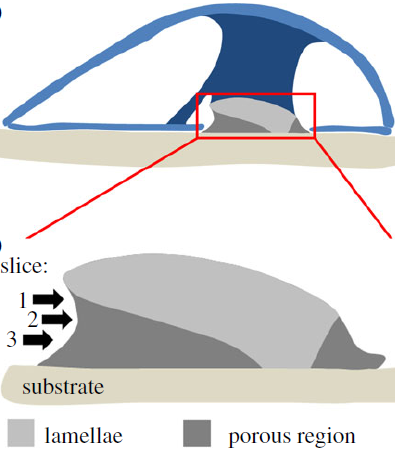 slice:
1
2
3
substrate
lamellae
porous region